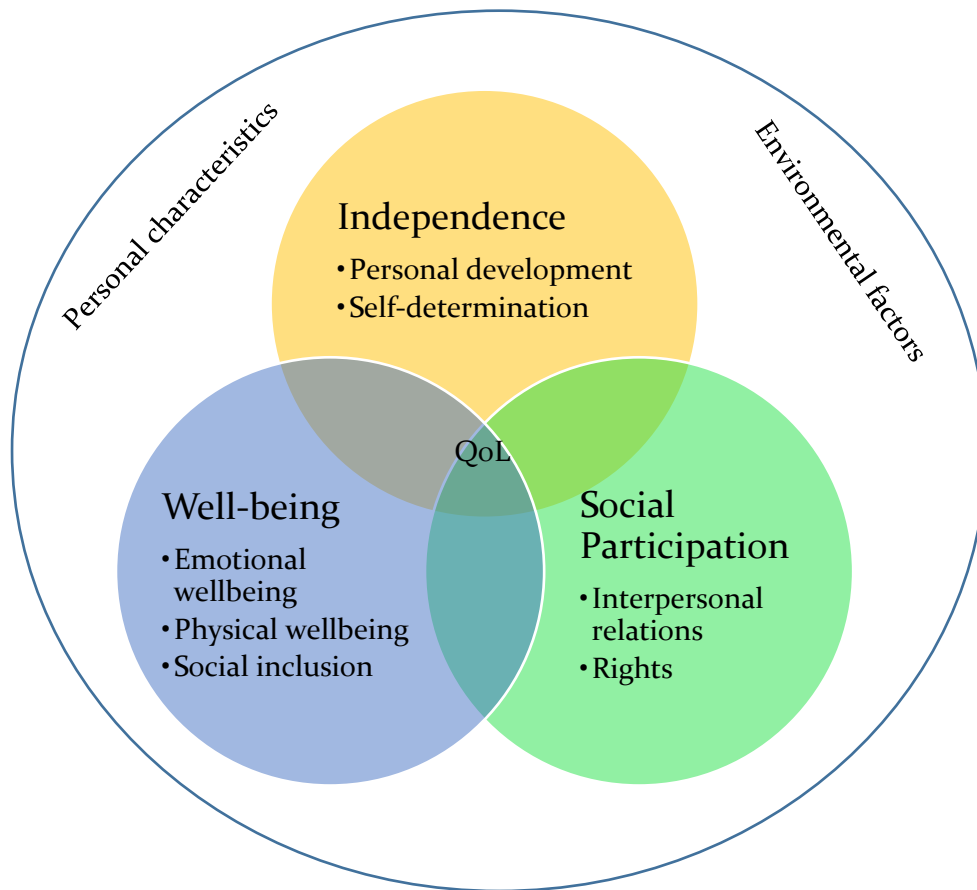 Personal characteristics
Environmental factors
Independence
• Personal development
• Self-determination
QoL
Well-being
• Emotional
wellbeing
• Physical wellbeing
• Social inclusion
Social
Participation
• Interpersonal
relations
• Rights